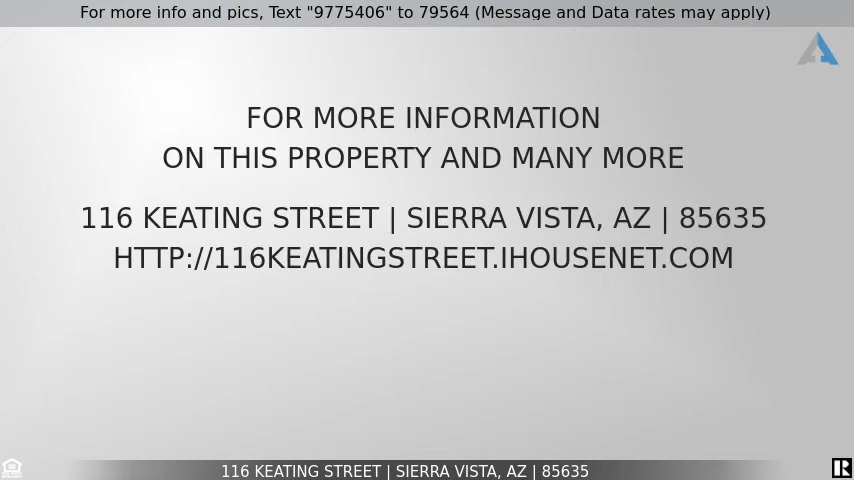 For more info and pics, Text "9775406" to 79564 (Message and Data rates may apply)
FOR MORE INFORMATION
ON THIS PROPERTY AND MANY MORE
116 KEATING STREET | SIERRA VISTA, AZ | 85635
HTTP://116KEATINGSTREET.IHOUSENET.COM
116 KEATING STREET | SIERRA VISTA, AZ | 85635